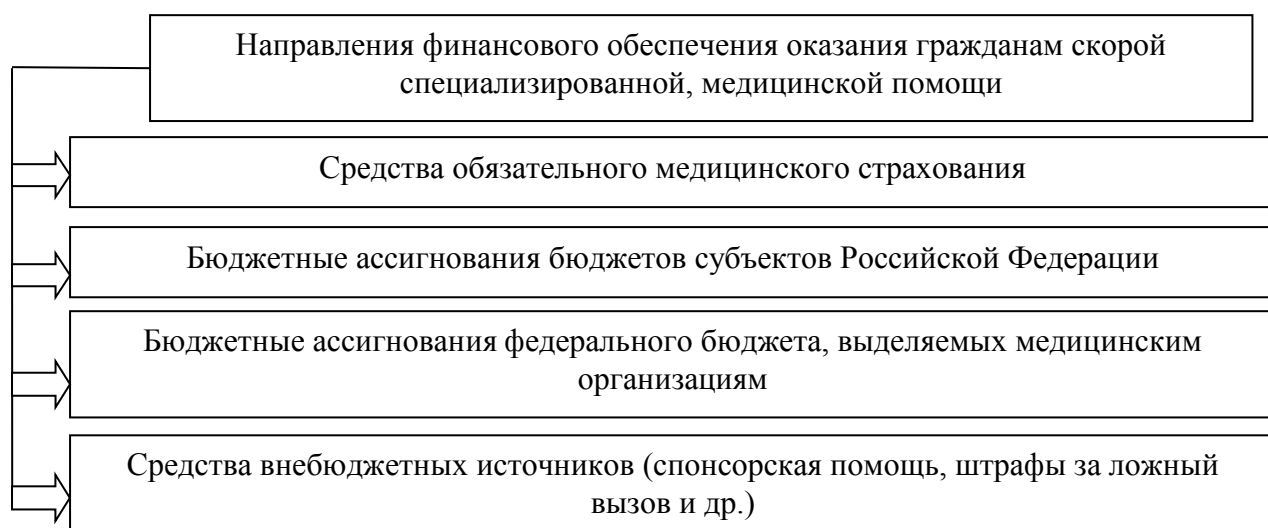 Направления финансового обеспечения оказания гражданам скорой
специализированной, медицинской помощи
Средства обязательного медицинского страхования
Бюджетные ассигнования бюджетов субъектов Российской Федерации
Бюджетные ассигнования федерального бюджета, выделяемых медицинским
организациям
Средства внебюджетных источников (спонсорская помощь, штрафы за ложный
вызов и др.)